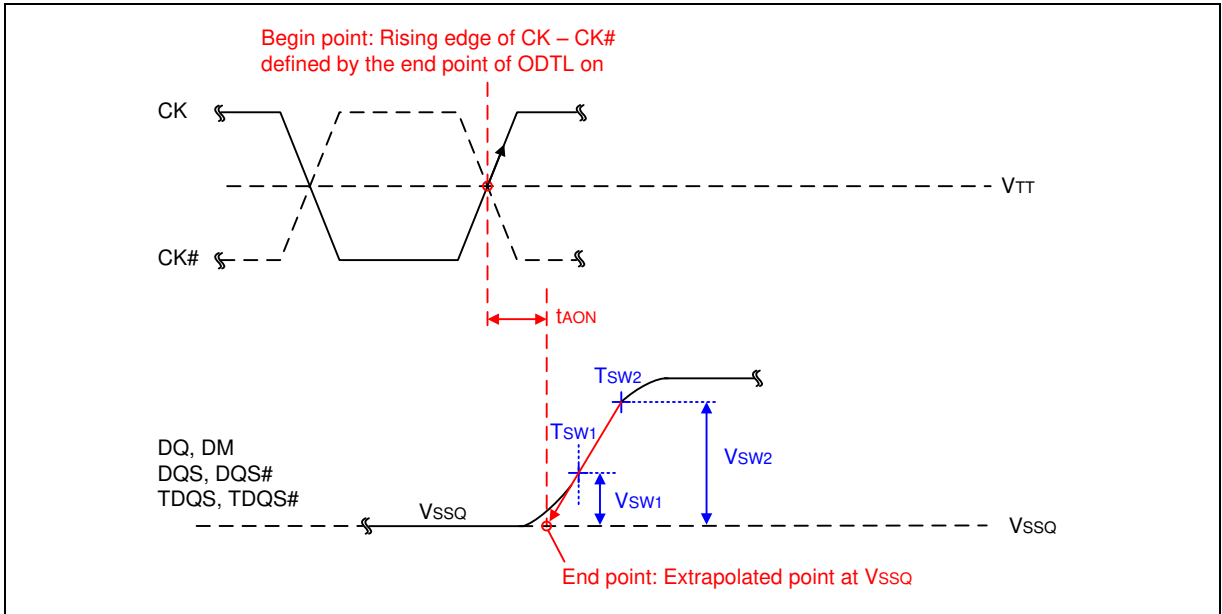 Begin point: Rising edge of CK – CK#
defined by the end point of ODTL on
CK
VTT
CK#
tAON
TSW2
TSW1
DQ, DM
DQS, DQS#
TDQS, TDQS#
VSW2
VSW1
VSSQ
VSSQ
End point: Extrapolated point at VSSQ